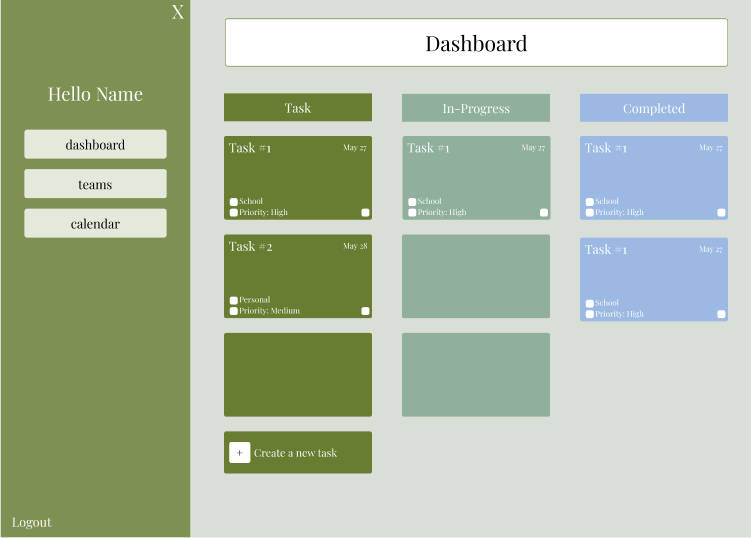 X
Hello Name
dashboard
teams
calendar
Logout
Dashboard
Task
Task #1 May 27
School
Priority: High
Task #2 May 28
Personal
Priority: Medium
+ Create a new task
In-Progress
Task #1 May 27
School
Priority: High
Completed
Task #1 May 27
School
Priority: High
Task #1 May 27
School
Priority: High